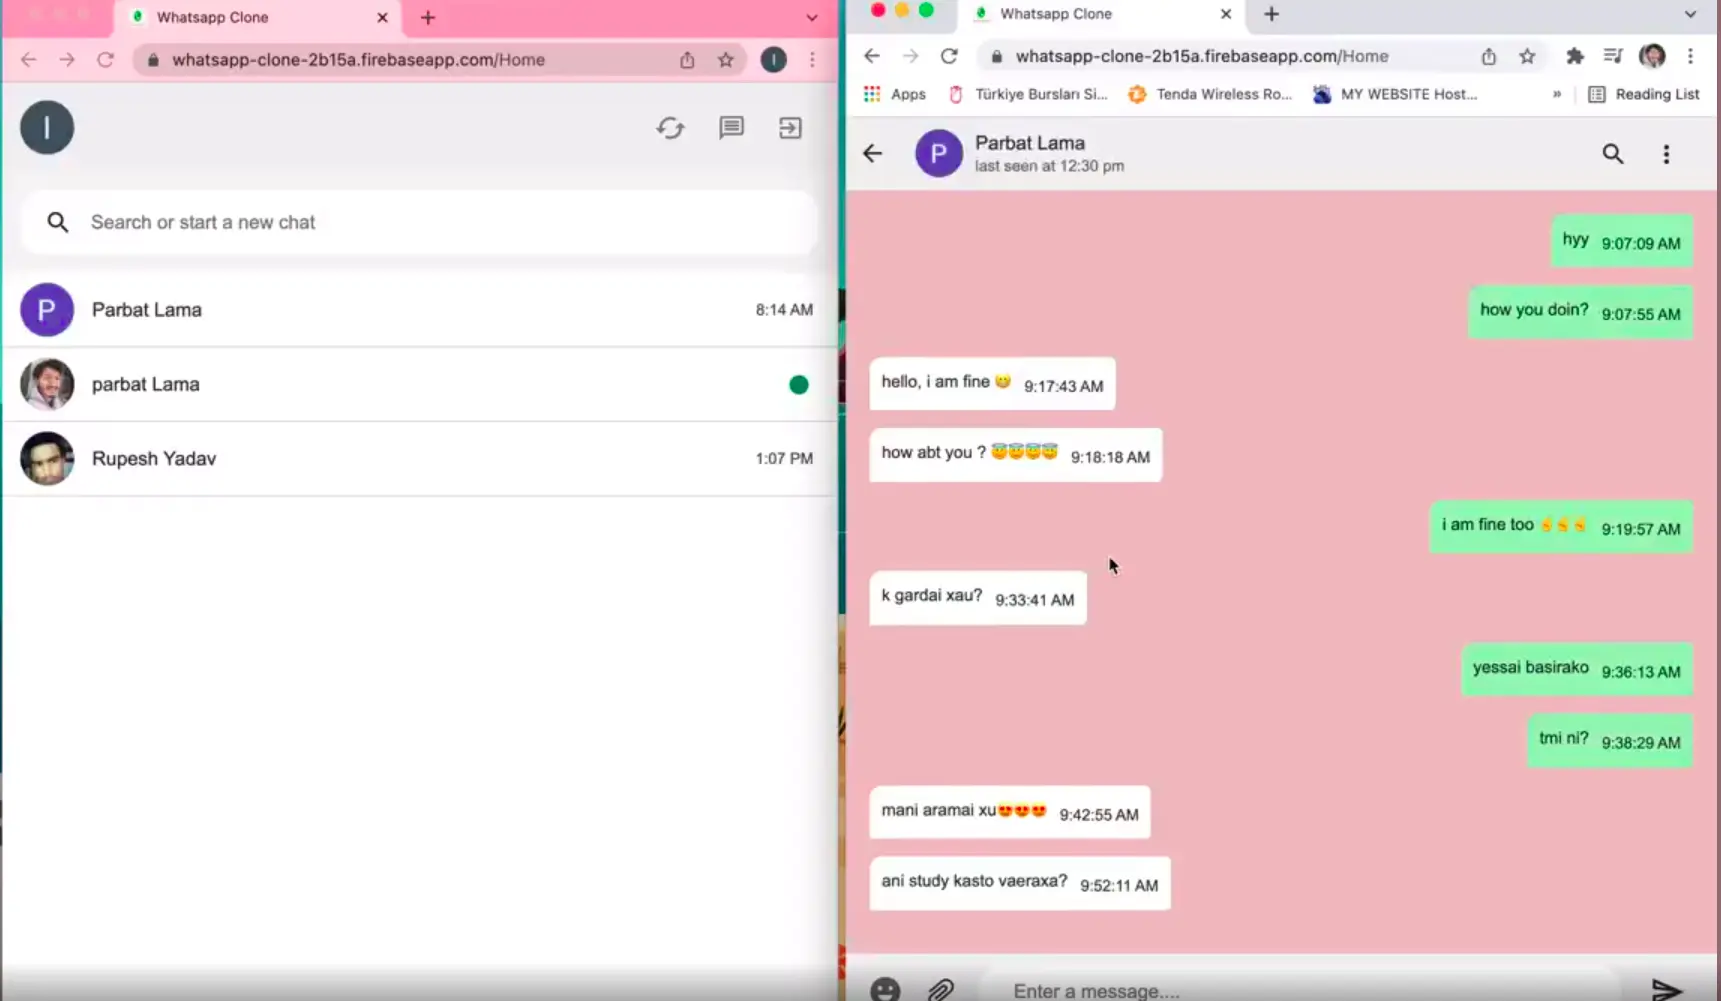 Whatsapp Clone
whatsapp-clone-2b15a.firebaseapp.com/Home
I
I
Search or start a new chat
P
Parbat Lama
8:14 AM
parbat Lama
Rupesh Yadav
1:07 PM
Whatsapp Clone
whatsapp-clone-2b15a.firebaseapp.com/Home
Apps Türkiye Bursları Si... Tenda Wireless Ro... MY WEBSITE Host... » Reading List
P
Parbat Lama
last seen at 12:30 pm
hyy 9:07:09 AM
how you doin? 9:07:55 AM
hello, i am fine 😁 9:17:43 AM
how abt you ? 😇😇😇😇 9:18:18 AM
i am fine too 9:19:57 AM
k gardai xau? 9:33:41 AM
yessai basirako 9:36:13 AM
tmi ni? 9:38:29 AM
mani aramai xu😍😍😍 9:42:55 AM
ani study kasto vaeraxa? 9:52:11 AM
Enter a message....